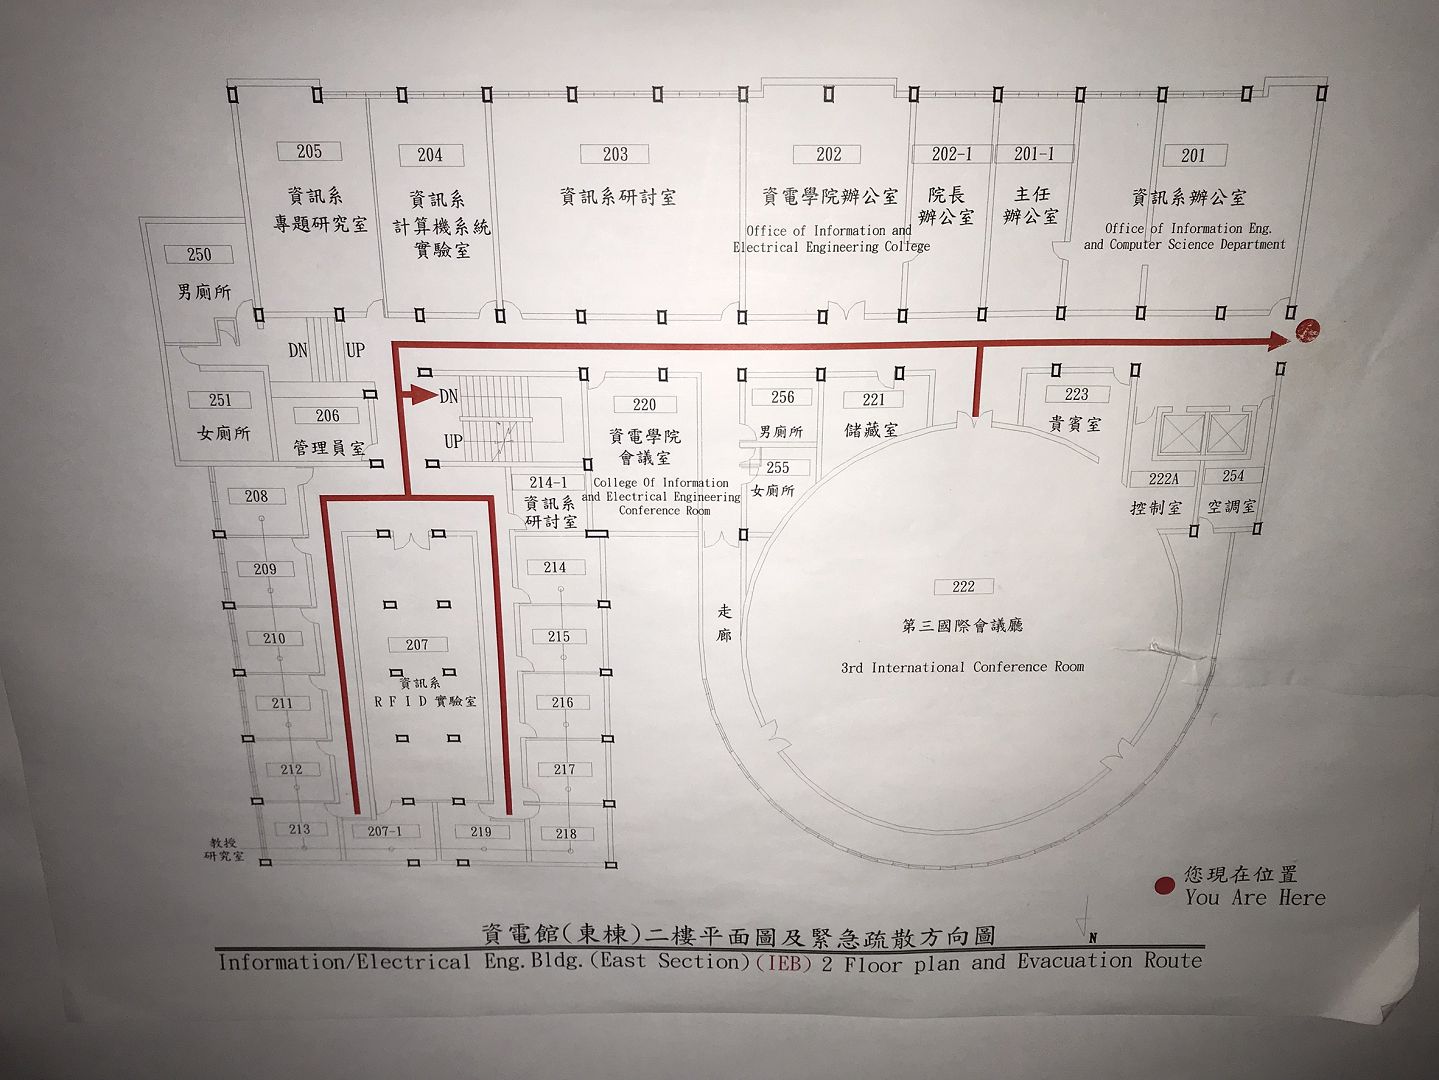 205
資訊系
專題研究室
204
資訊系
計算機系統
實驗室
203
資訊系研討室
202
資電學院辦公室
Office of Information and
Electrical Engineering College
202-1
院長
辦公室
201-1
主任
辦公室
201
資訊系辦公室
Office of Information Eng.
and Computer Science Department
250
男廁所
DN
UP
251
女廁所
206
管理員室
DN
UP
220
資電學院
會議室
College Of Information
and Electrical Engineering
Conference Room
256
男廁所
255
女廁所
221
儲藏室
223
貴賓室
222A
控制室
254
空調室
208
214-1
資訊系
研討室
209
210
211
212
213
207
資訊系
RFID 實驗室
207-1
219
214
215
216
217
218
教授
研究室
走
廊
222
第三國際會議廳
3rd International Conference Room
您現在位置
You Are Here
N
資電館(東棟)二樓平面圖及緊急疏散方向圖
Information/Electrical Eng.Bldg.(East Section)(IEB) 2 Floor plan and Evacuation Route